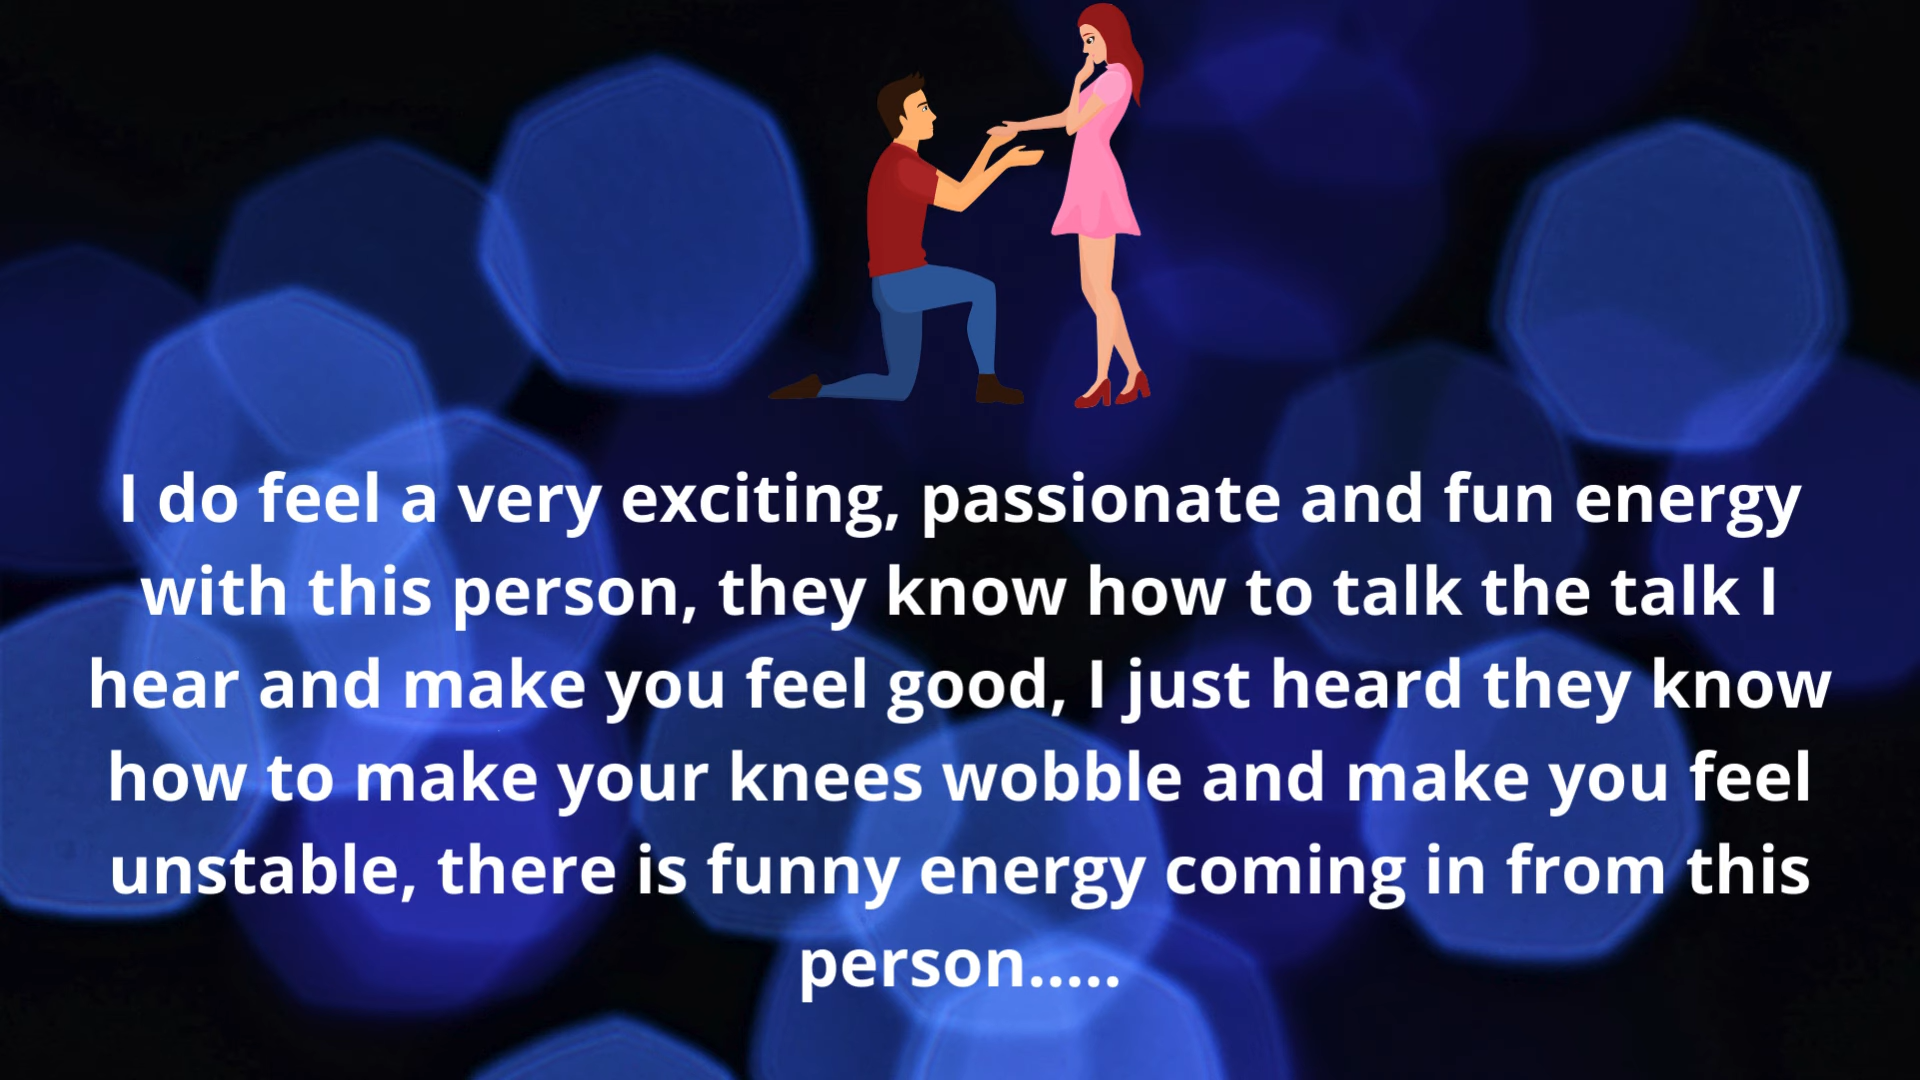 I do feel a very exciting, passionate and fun energy
with this person, they know how to talk the talk I
hear and make you feel good, I just heard they know
how to make your knees wobble and make you feel
unstable, there is funny energy coming in from this
person.....